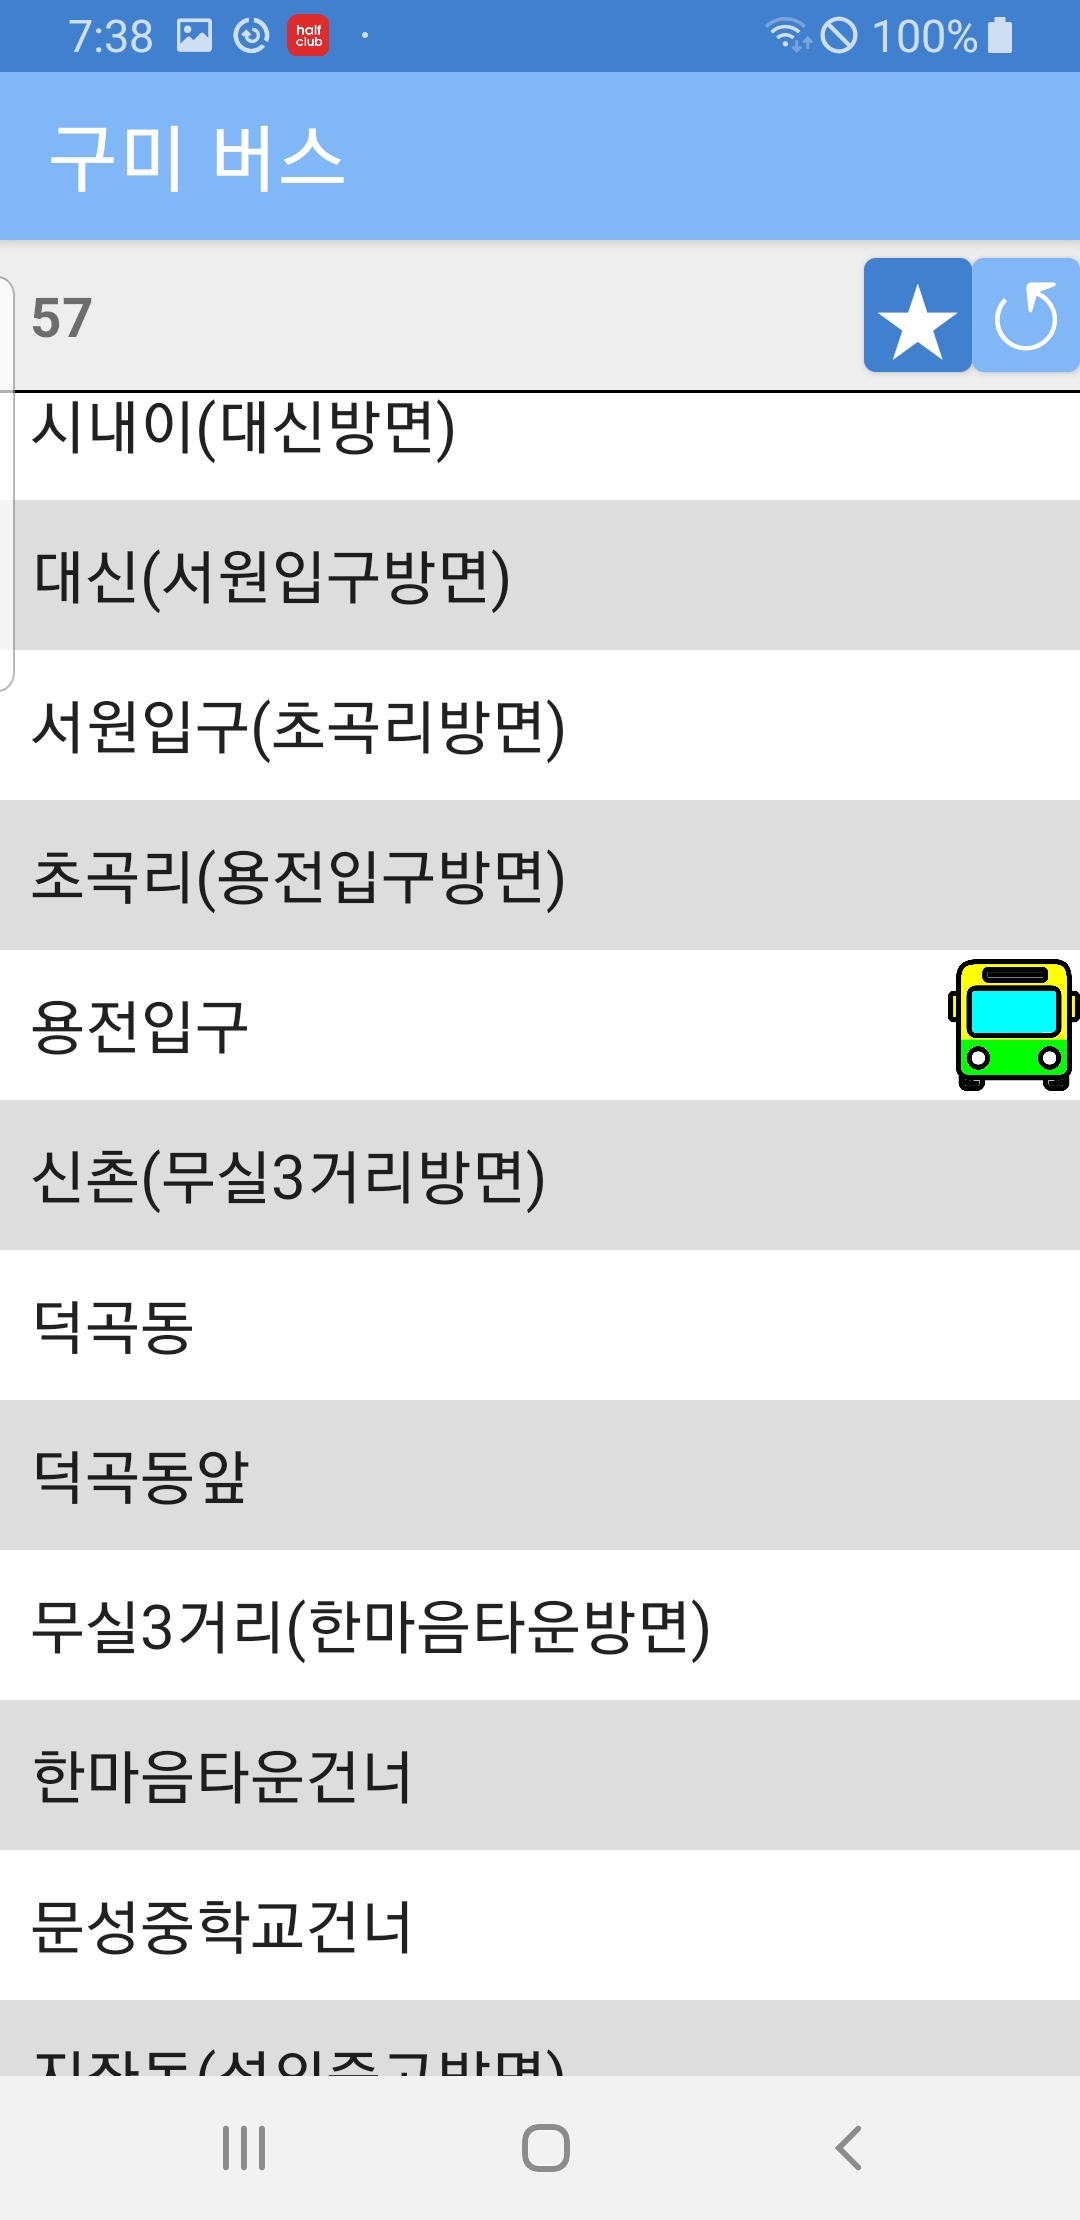 7:38 half club 100%
구미 버스
57
시내이(대신방면)
대신(서원입구방면)
서원입구(초곡리방면)
초곡리(용전입구방면)
용전입구
신촌(무실3거리방면)
덕곡동
덕곡동앞
무실3거리(한마음타운방면)
한마음타운건너
문성중학교건너